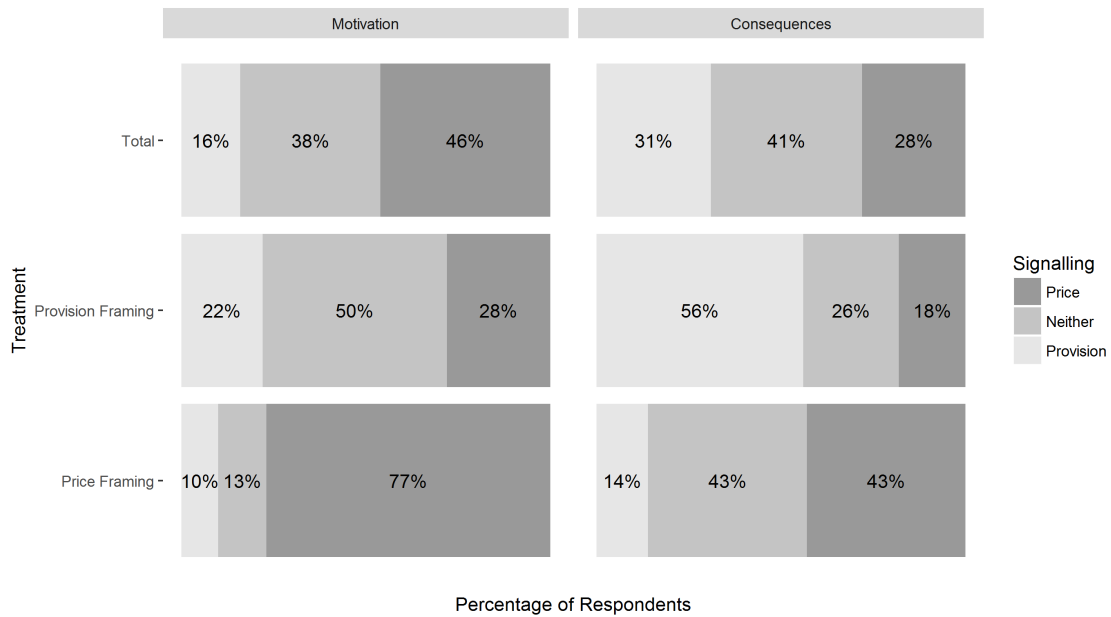 Motivation
Consequences
Total
16%
38%
46%
31%
41%
28%
Treatment
Provision Framing
22%
50%
28%
56%
26%
18%
Price Framing
10%
13%
77%
14%
43%
43%
Percentage of Respondents
Signalling
Price
Neither
Provision